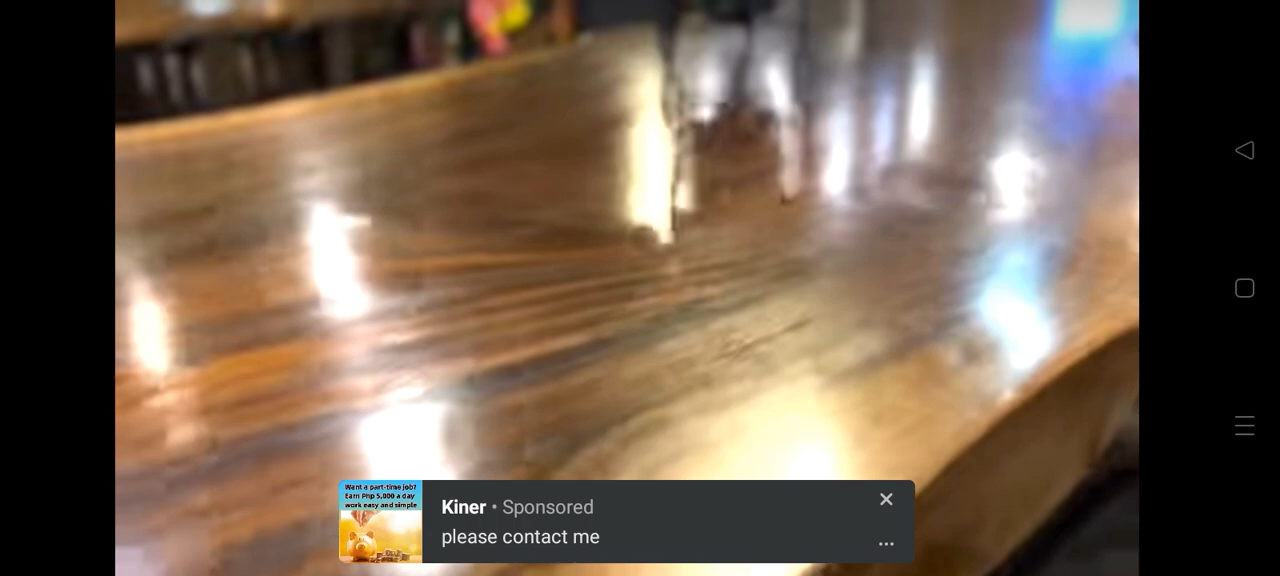 Want a part-time job?
Earn Php 5,000 a day
work easy and simple
Kiner • Sponsored
please contact me